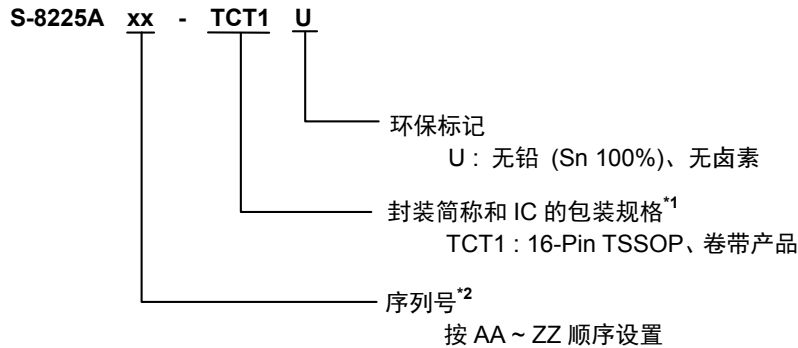 S-8225A xx - TCT1 U
环保标记
U : 无铅 (Sn 100%)、无卤素
封装简称和 IC 的包装规格*1
TCT1 : 16-Pin TSSOP、卷带产品
序列号*2
按 AA ~ ZZ 顺序设置